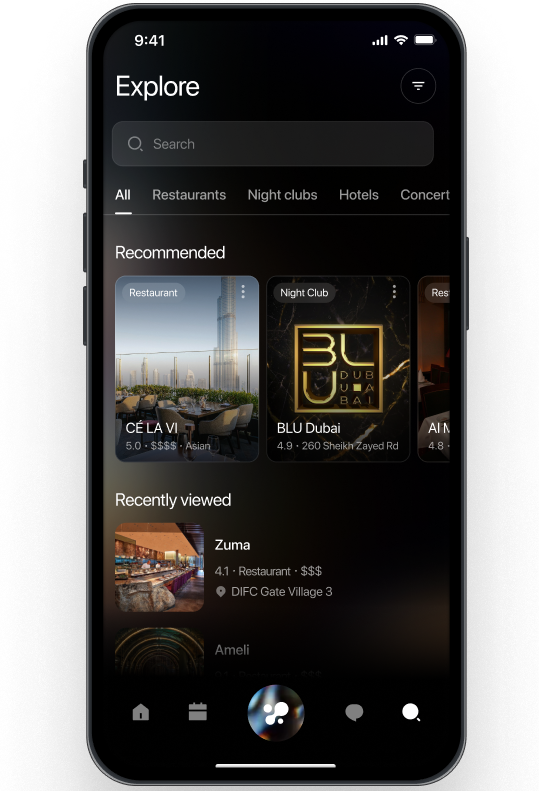 9:41
Explore
Search
All Restaurants Night clubs Hotels Concert
Recommended
Restaurant
CÉ LA VI
5.0 · $$$$ · Asian
Night Club
BLU
DUB
U A
BAI
BLU Dubai
4.9 · 260 Sheikh Zayed Rd
Res
Al M
4.8 ·
Recently viewed
Zuma
4.1 · Restaurant · $$$
DIFC Gate Village 3
Ameli